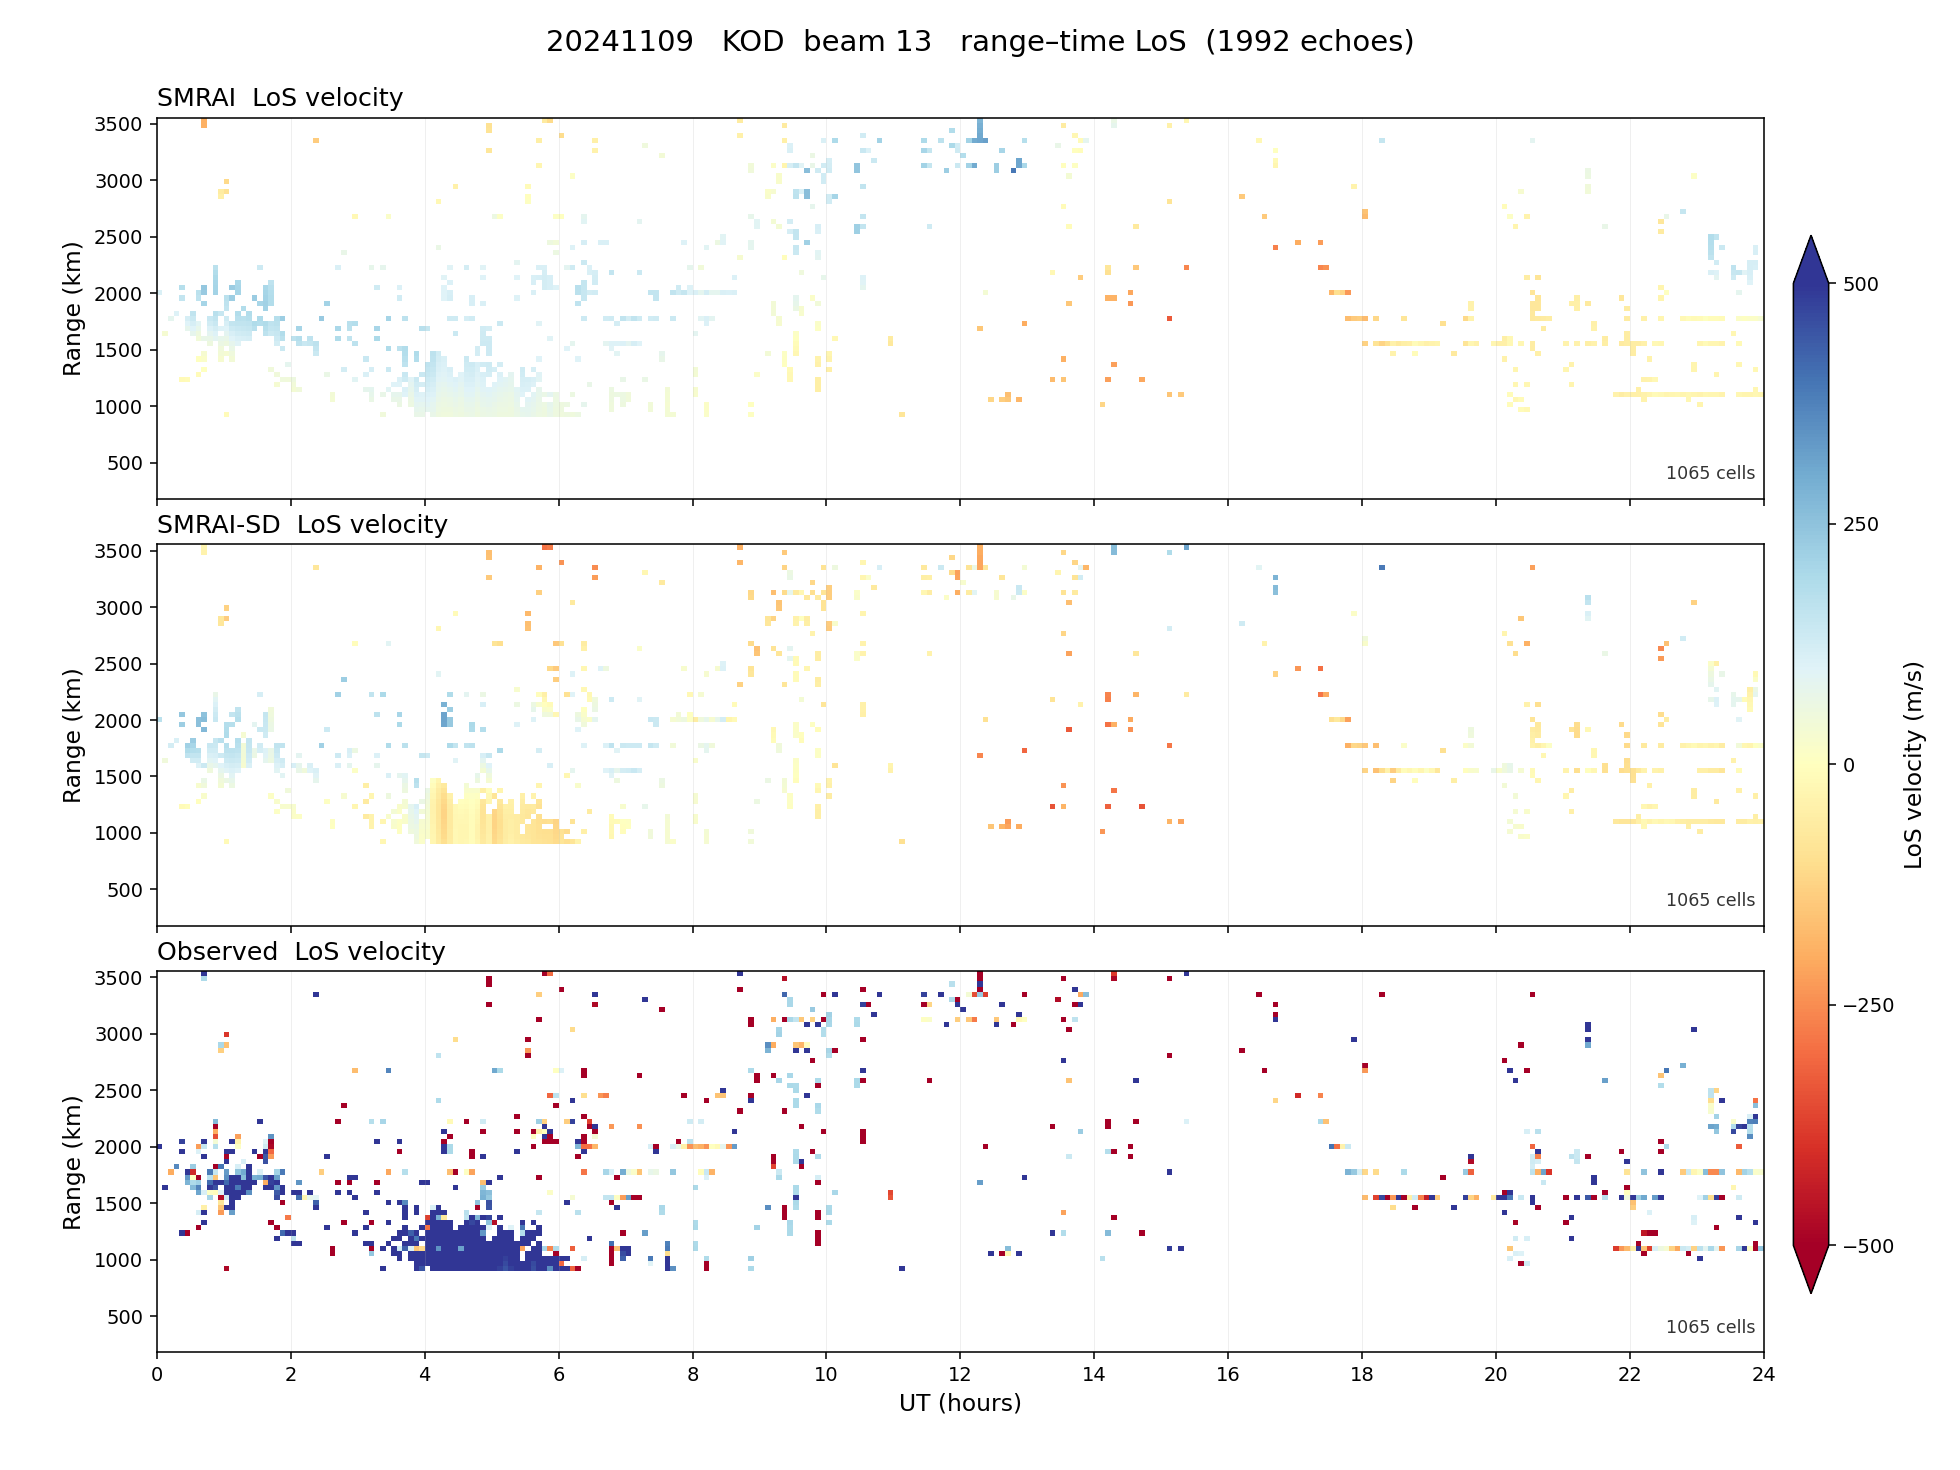 20241109   KOD  beam 13   range–time LoS  (1992 echoes)
SMRAI  LoS velocity
3500
3000
2500
2000
1500
1000
500
Range (km)
1065 cells
SMRAI-SD  LoS velocity
3500
3000
2500
2000
1500
1000
500
Range (km)
1065 cells
Observed  LoS velocity
3500
3000
2500
2000
1500
1000
500
Range (km)
1065 cells
0 2 4 6 8 10 12 14 16 18 20 22 24
UT (hours)
500
250
0
−250
−500
LoS velocity (m/s)